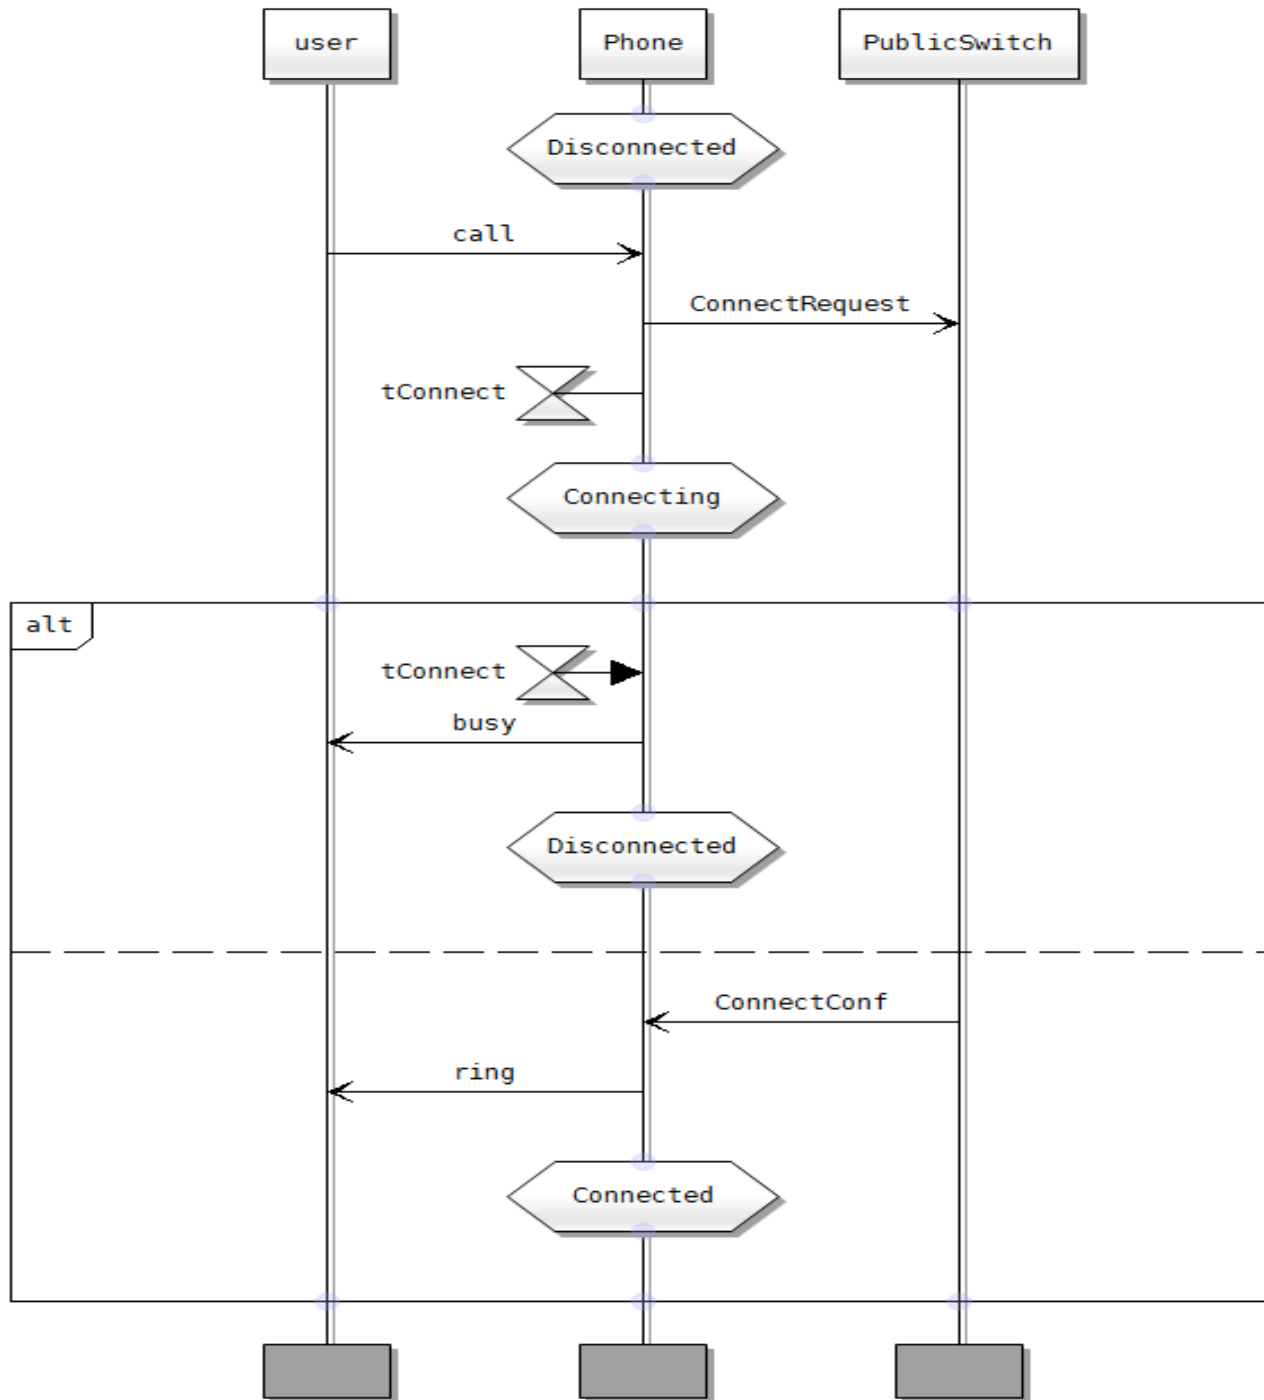 user
Phone
PublicSwitch
Disconnected
call
ConnectRequest
tConnect
Connecting
alt
tConnect
busy
Disconnected
ConnectConf
ring
Connected